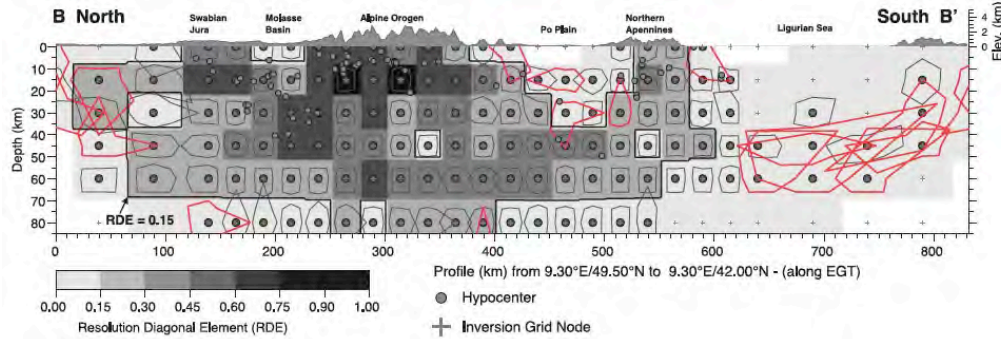 B North
Swabian
Jura
Molasse
Basin
Alpine Orogen
Po Plain
Northern
Apennines
Ligurian Sea
South B'
4
2
0
Elev. (km)
0
10
20
30
40
50
60
70
80
Depth (km)
RDE = 0.15
0 100 200 300 400 500 600 700 800
0.00 0.15 0.30 0.45 0.60 0.75 0.90 1.00
Resolution Diagonal Element (RDE)
Profile (km) from 9.30°E/49.50°N to 9.30°E/42.00°N - (along EGT)
Hypocenter
Inversion Grid Node